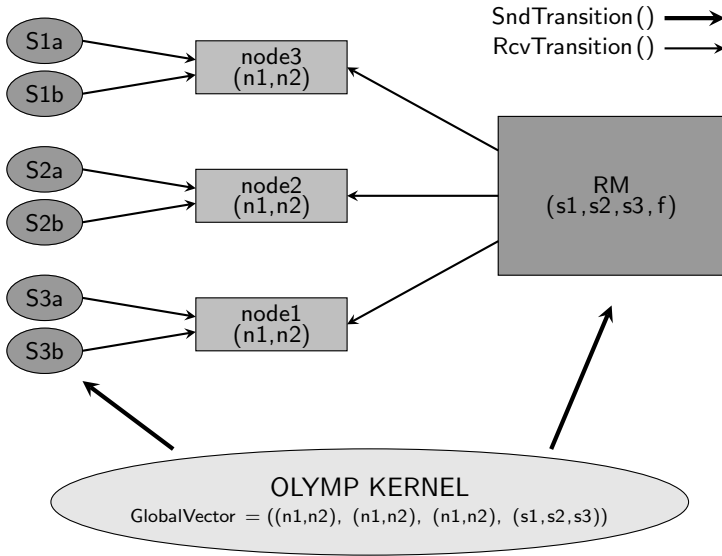 SndTransition()
RcvTransition()
S1a
S1b
node3
(n1,n2)
S2a
S2b
node2
(n1,n2)
RM
(s1,s2,s3,f)
S3a
S3b
node1
(n1,n2)
OLYMP KERNEL
GlobalVector = ((n1,n2), (n1,n2), (n1,n2), (s1,s2,s3))